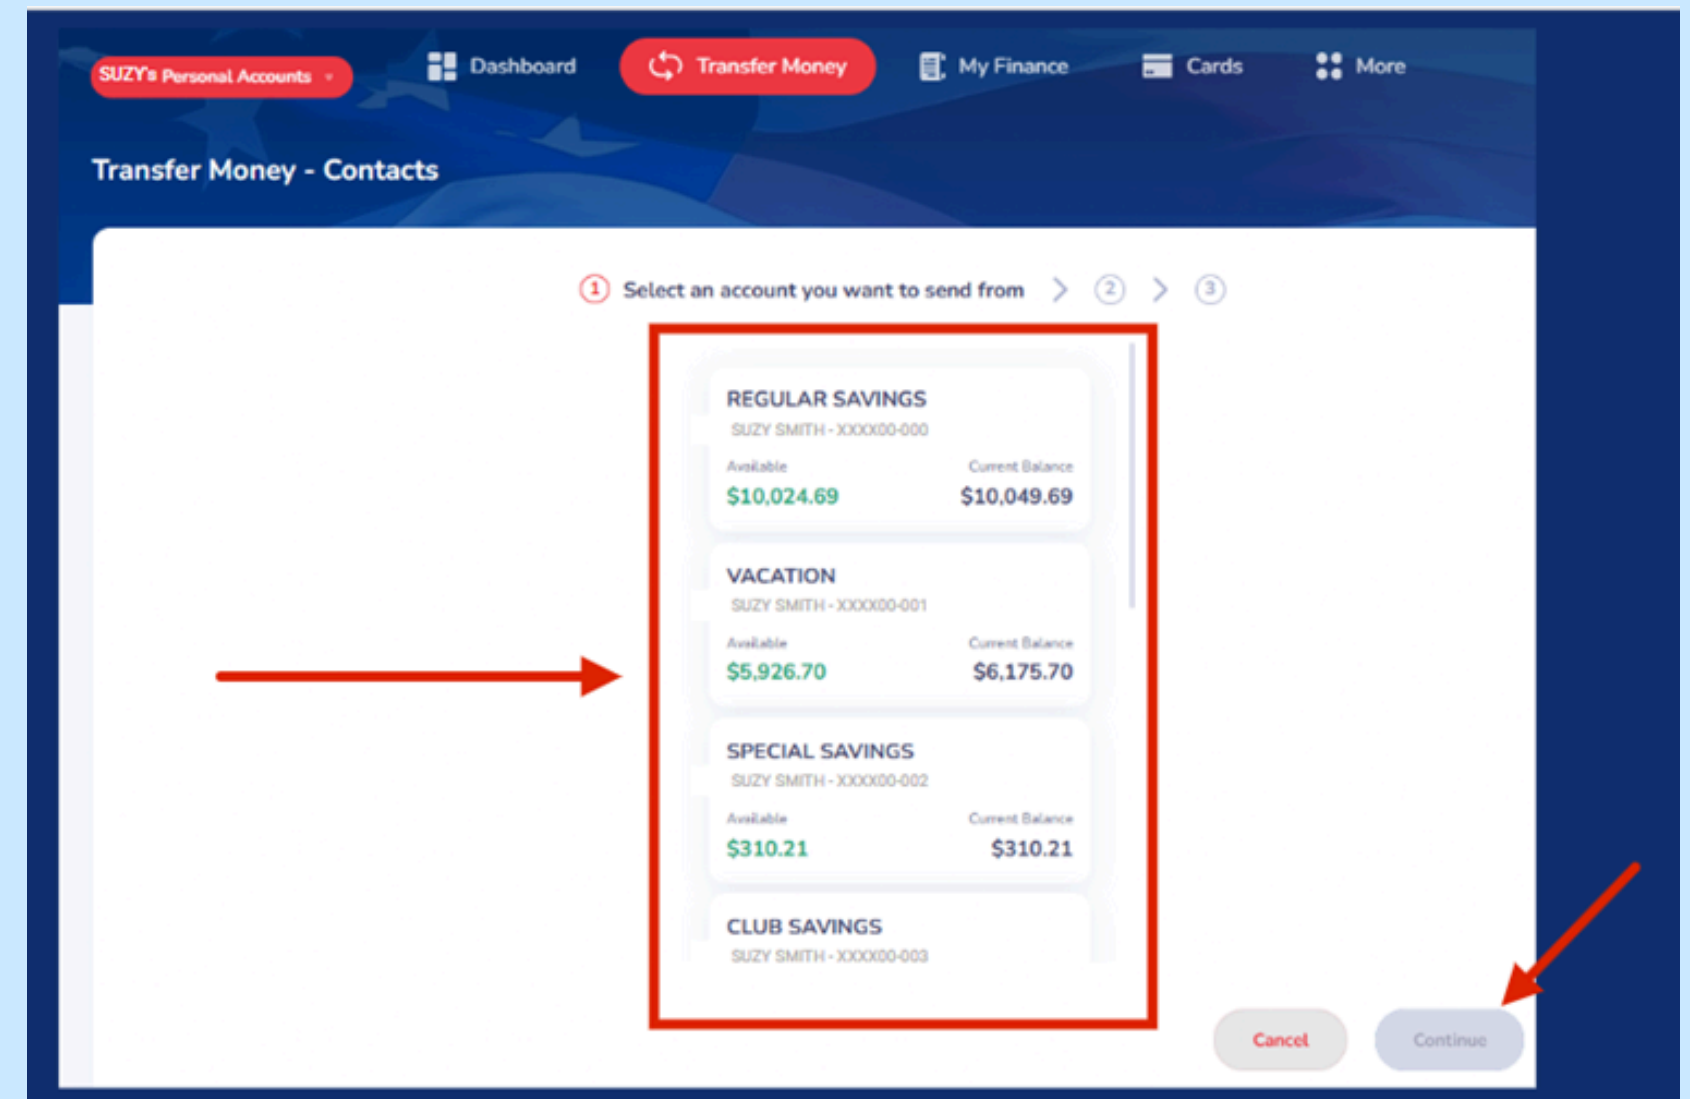 SUZY's Personal Accounts
Dashboard
Transfer Money
My Finance
Cards
More
Transfer Money - Contacts
1 Select an account you want to send from > 2 > 3
REGULAR SAVINGS
SUZY SMITH - XXXX00-000
Available Current Balance
$10,024.69 $10,049.69
VACATION
SUZY SMITH - XXXX00-001
Available Current Balance
$5,926.70 $6,175.70
SPECIAL SAVINGS
SUZY SMITH - XXXX00-002
Available Current Balance
$310.21 $310.21
CLUB SAVINGS
SUZY SMITH - XXXX00-003
Cancel Continue